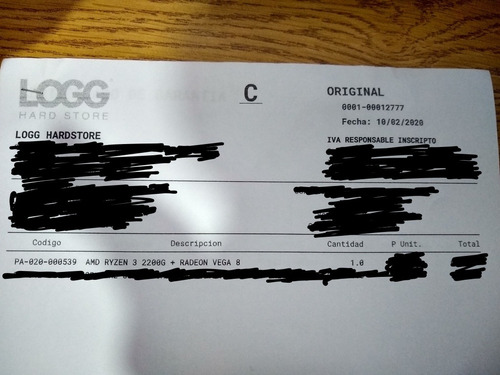 LOGG
HARD STORE
C
ORIGINAL
0001-00012777
Fecha: 10/02/2020
LOGG HARDSTORE
IVA RESPONSABLE INSCRIPTO
Codigo Descripcion Cantidad P Unit. Total
PA-020-000539 AMD RYZEN 3 2200G + RADEON VEGA 8 1.0